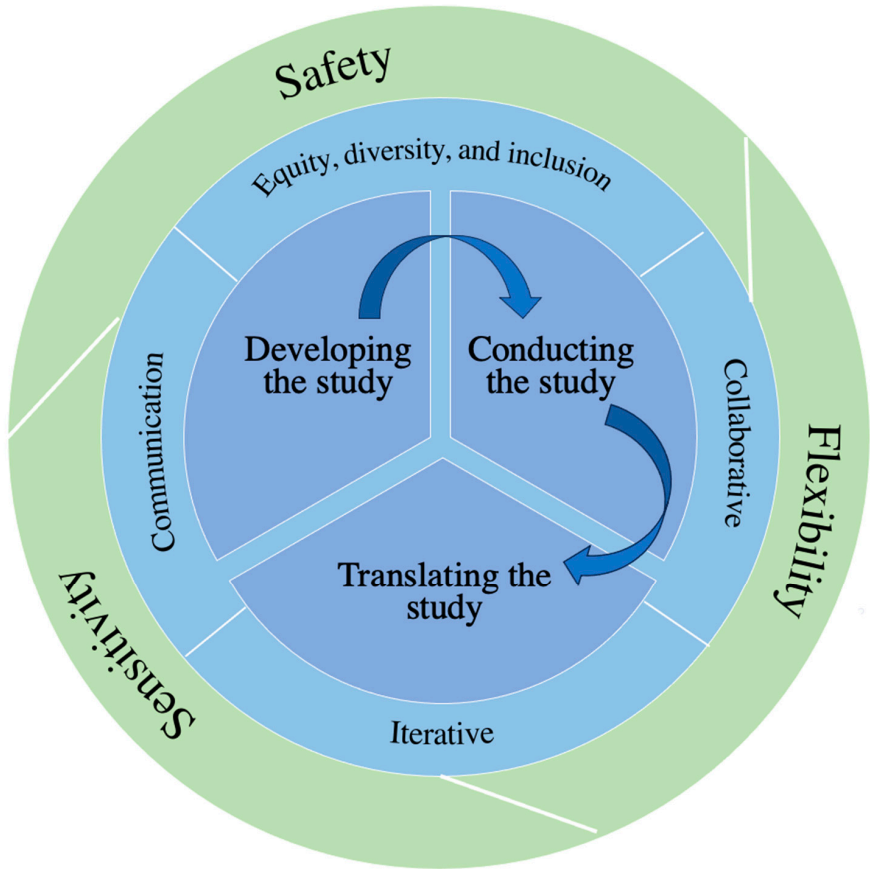 Safety
Equity, diversity, and inclusion
Developing
the study
Conducting
the study
Communication
Collaborative
Flexibility
Sensitivity
Translating the
study
Iterative